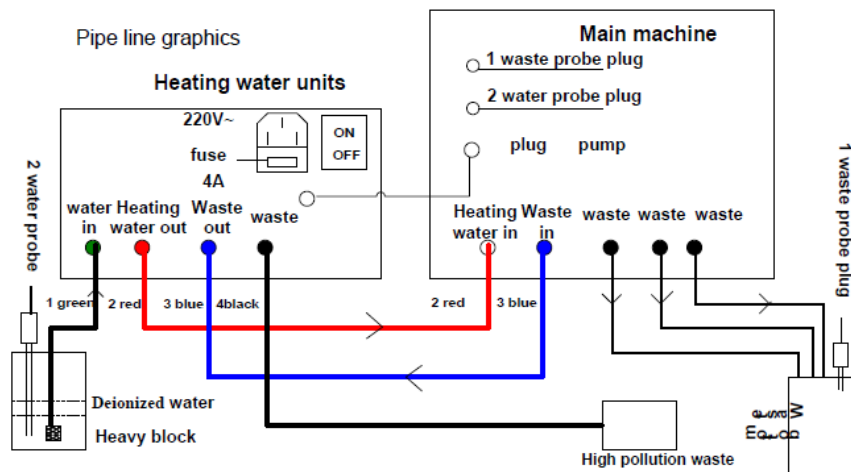 Pipe line graphics
Main machine
1 waste probe plug
2 water probe plug
plug pump
Heating water units
220V~
ON
OFF
fuse
4A
water in
Heating water out
Waste out
waste
Heating water in
Waste in
waste
waste
waste
2 water probe
1 waste probe plug
1 green
2 red
3 blue
4black
2 red
3 blue
Deionized water
Heavy block
High pollution waste